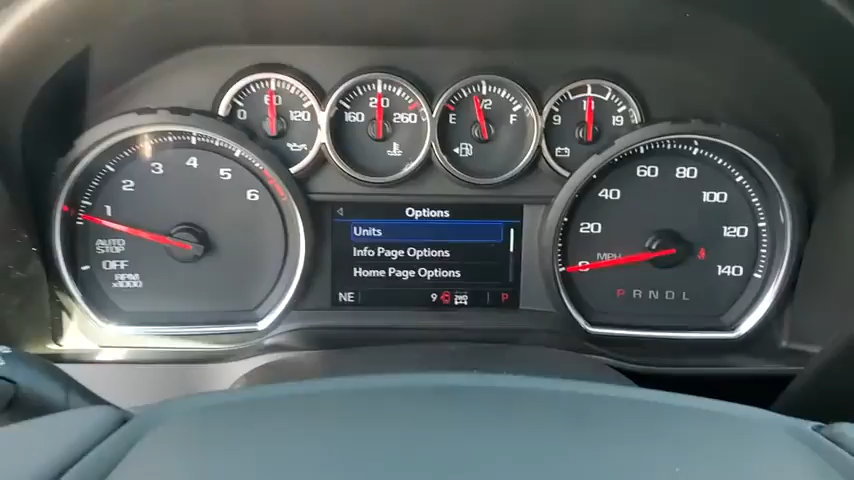 0 60 120
160 210 260
E 1/2 F
9 19
1 2 3 4 5 6
AUTO
STOP
OFF
RPM
x1000
Options
Units
Info Page Options
Home Page Options
NE 9 2WD P
0 20 40 60 80 100 120 140
MPH
P R N D L